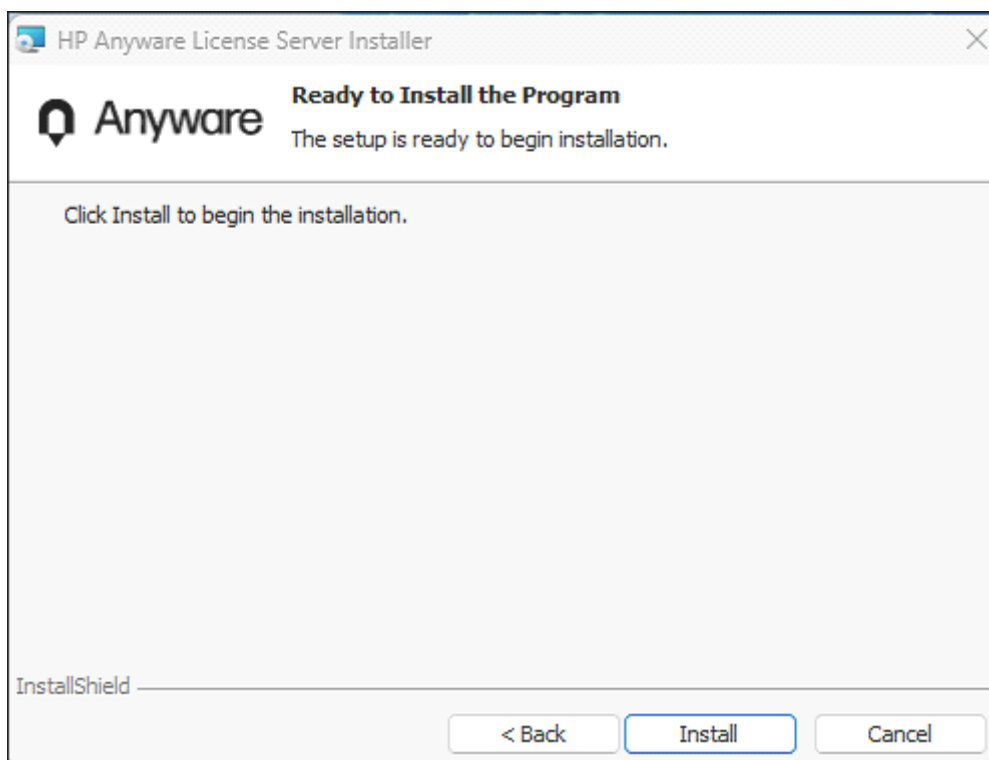 HP Anyware License Server Installer
Anyware
Ready to Install the Program
The setup is ready to begin installation.
Click Install to begin the installation.
InstallShield
< Back
Install
Cancel